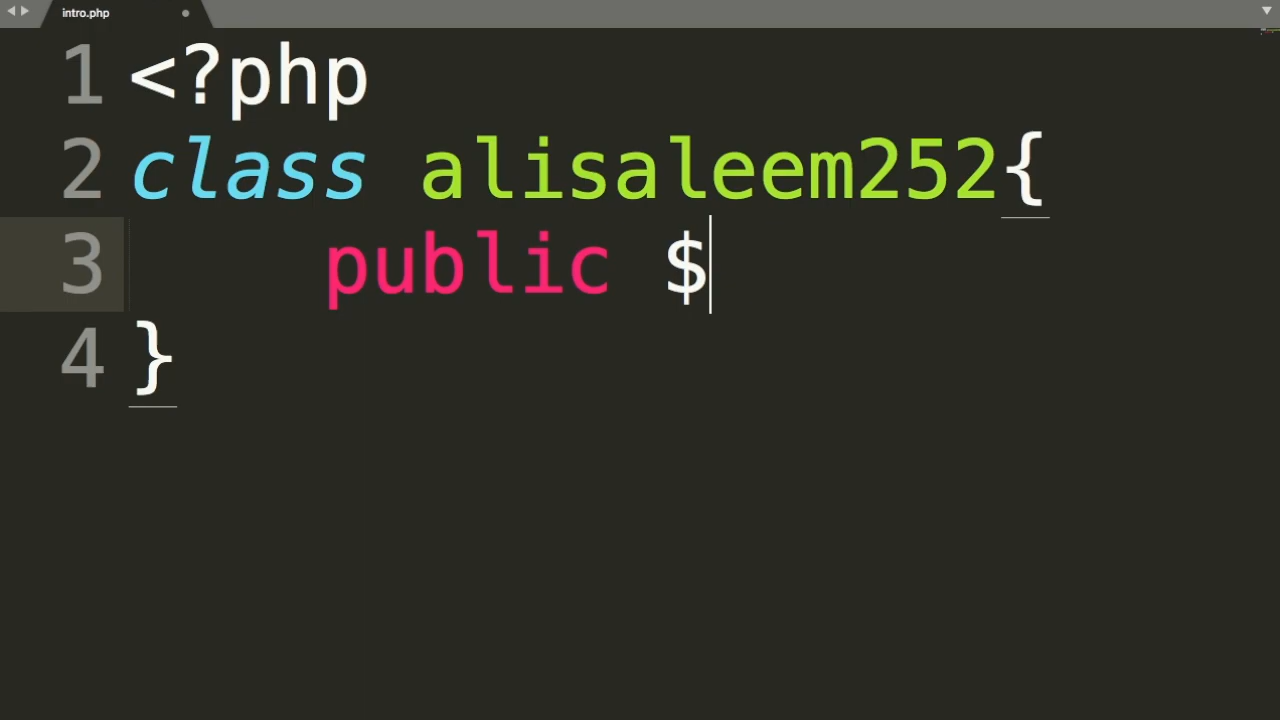 intro.php
1 <?php
2 class alisaleem252{
3 public $
4 }